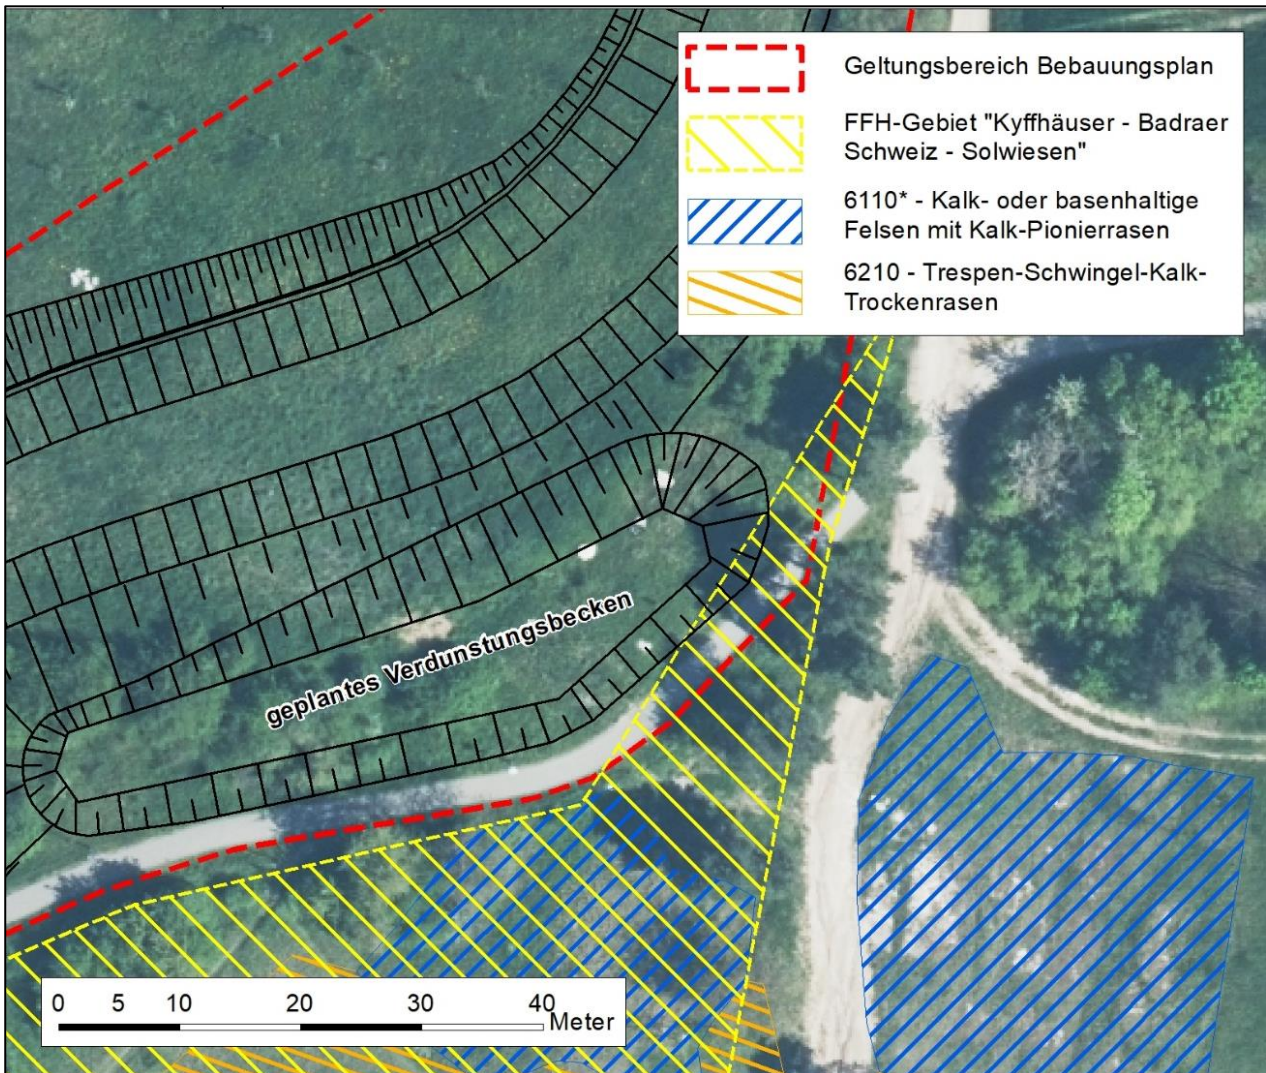 Geltungsbereich Bebauungsplan
FFH-Gebiet "Kyffhäuser - Badraer
Schweiz - Solwiesen"
6110* - Kalk- oder basenhaltige
Felsen mit Kalk-Pionierrasen
6210 - Trespen-Schwingel-Kalk-
Trockenrasen
geplantes Verdunstungsbecken
0 5 10 20 30 40
Meter